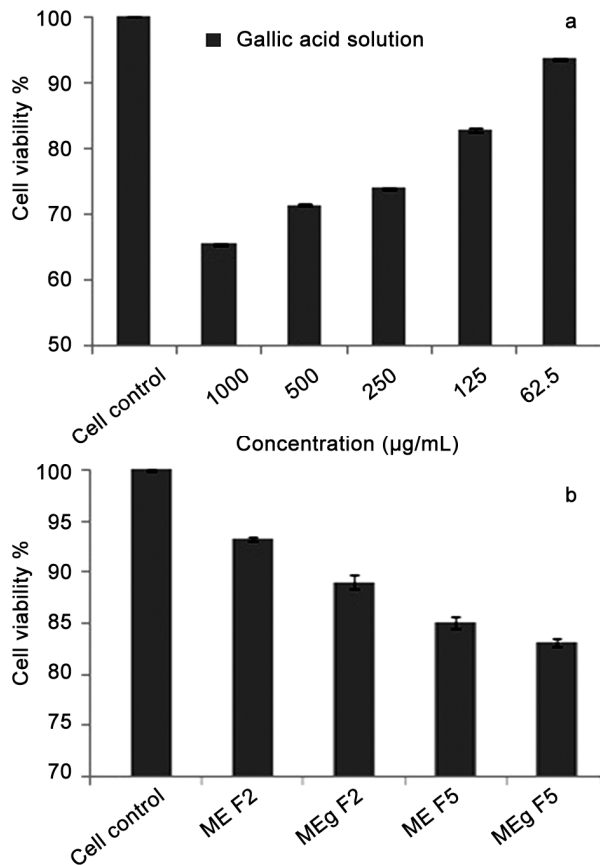 a
Gallic acid solution
Cell viability %
100
90
80
70
60
50
Cell control
1000
500
250
125
62.5
Concentration (µg/mL)
b
Cell viability %
100
95
90
85
80
75
70
Cell control
ME F2
MEg F2
ME F5
MEg F5